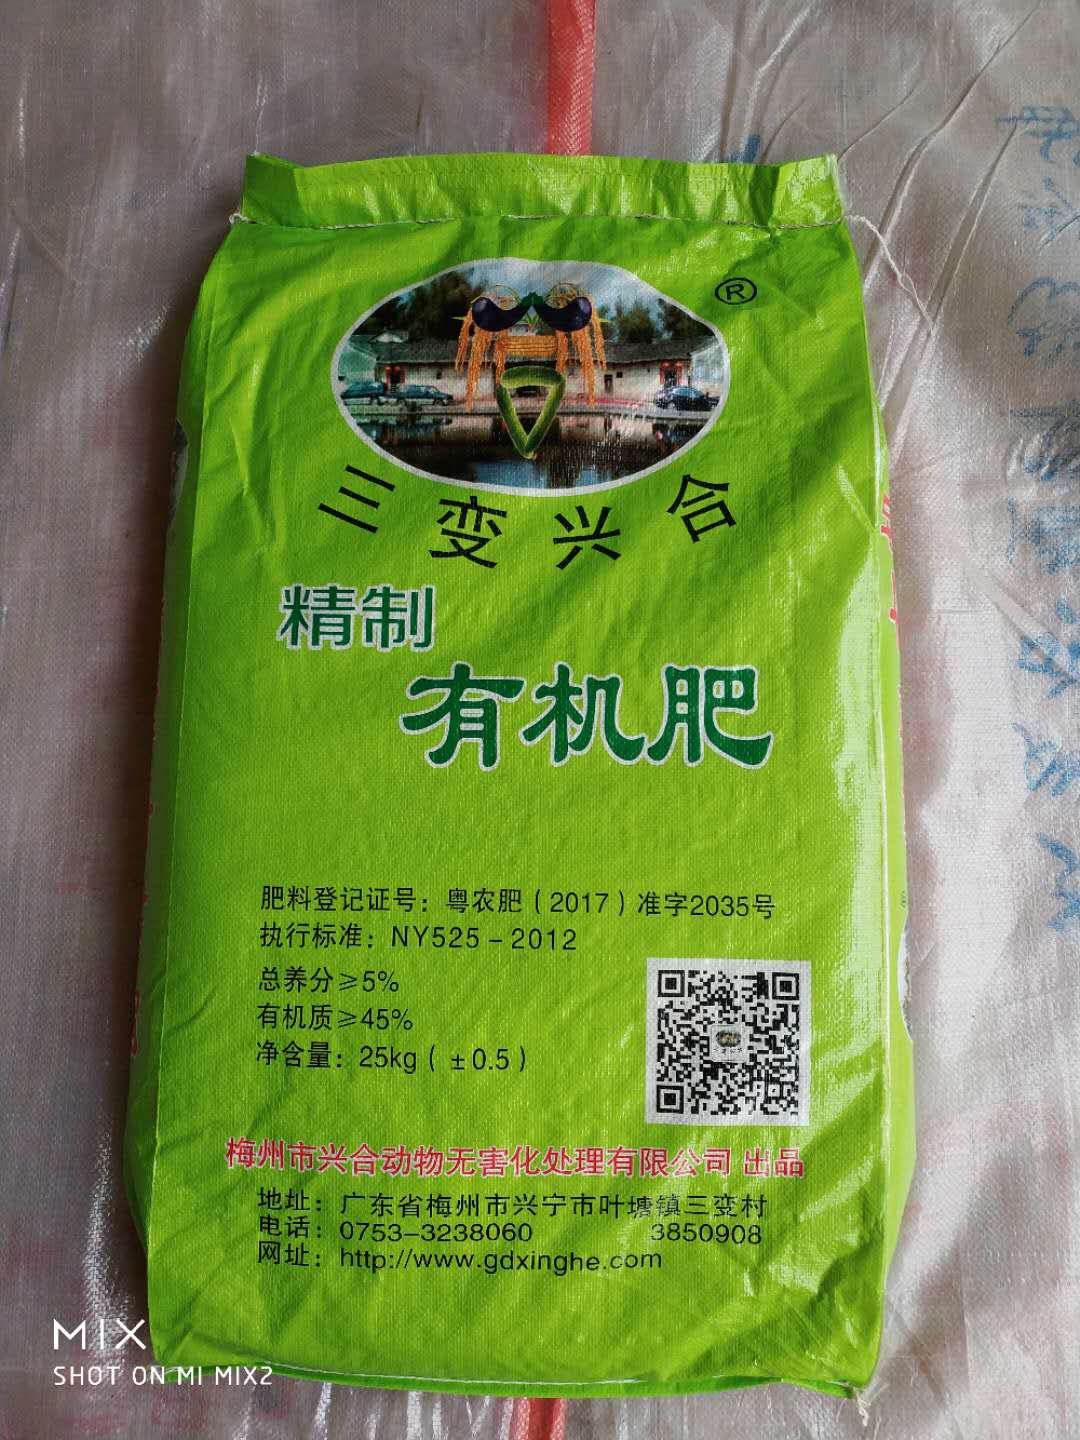 ®
三变兴合
精制
有机肥
肥料登记证号：粤农肥（2017）准字2035号
执行标准：NY525－2012
总养分≥5%
有机质≥45%
净含量：25kg（±0.5）
梅州市兴合动物无害化处理有限公司 出品
地址：广东省梅州市兴宁市叶塘镇三变村
电话：0753-3238060 3850908
网址：http://www.gdxinghe.com
MIX
SHOT ON MI MIX2